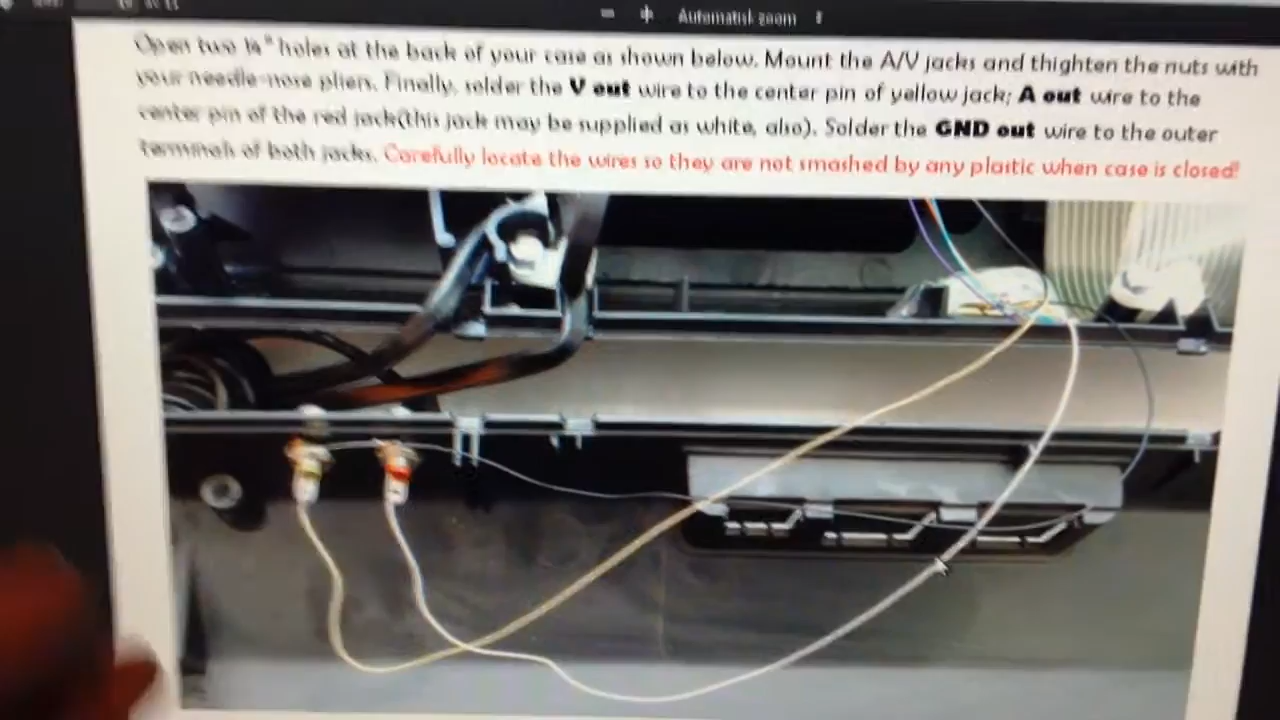 Automatisk zoom
Open two ¼" holes at the back of your case as shown below. Mount the A/V jacks and thighten the nuts with
your needle-nose pliers. Finally, solder the V out wire to the center pin of yellow jack; A out wire to the
center pin of the red jack(this jack may be supplied as white, also). Solder the GND out wire to the outer
terminals of both jacks. Carefully locate the wires so they are not smashed by any plastic when case is closed!